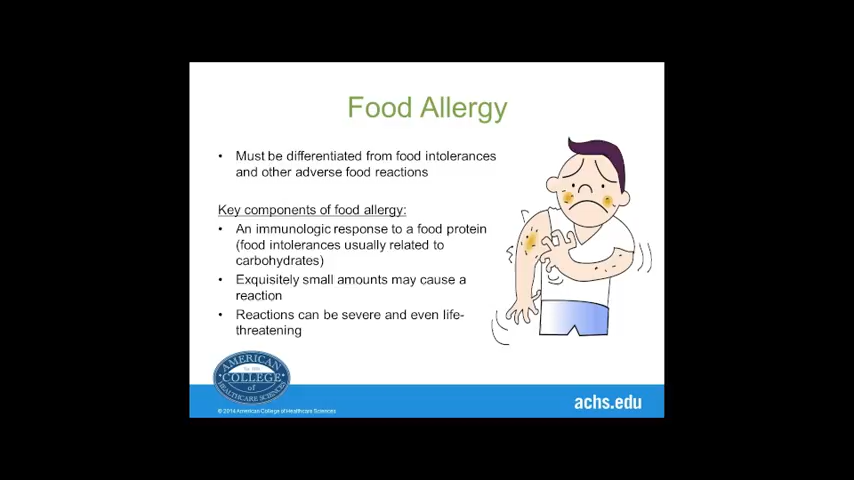 Food Allergy
• Must be differentiated from food intolerances
and other adverse food reactions
Key components of food allergy:
• An immunologic response to a food protein
(food intolerances usually related to
carbohydrates)
• Exquisitely small amounts may cause a
reaction
• Reactions can be severe and even life-
threatening
AMERICAN
COLLEGE
of
HEALTHCARE SCIENCES
achs.edu
© 2014 American College of Healthcare Sciences